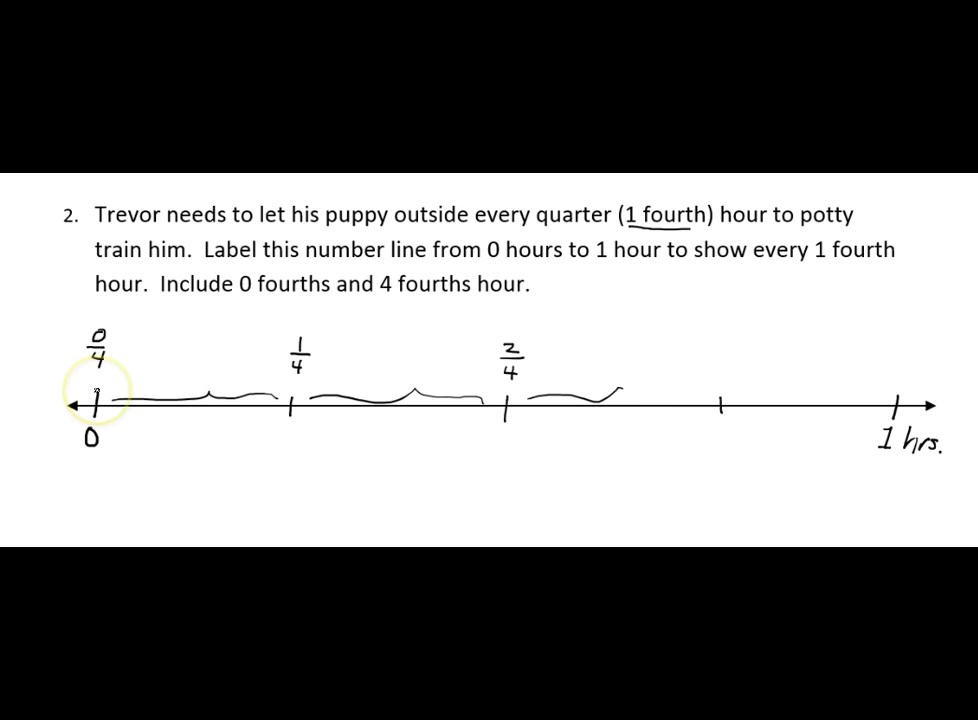 2. Trevor needs to let his puppy outside every quarter (1 fourth) hour to potty
train him. Label this number line from 0 hours to 1 hour to show every 1 fourth
hour. Include 0 fourths and 4 fourths hour.
0/4 1/4 2/4
0 1 hrs.